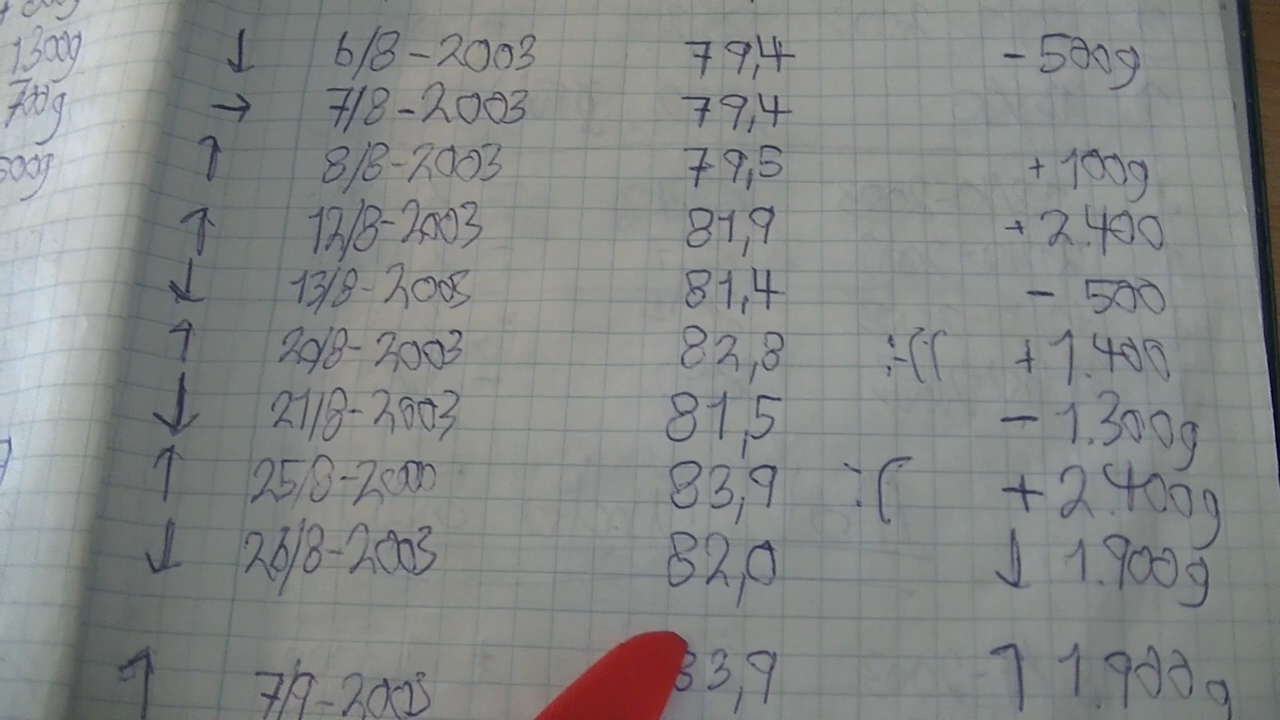 1300g
700g
500g
↓ 6/8-2003 79,4 -500g
→ 7/8-2003 79,4
↑ 8/8-2003 79,5 +100g
↑ 12/8-2003 81,9 +2.400
↓ 13/8-2003 81,4 - 500
↑ 20/8-2003 82,8 :-(( +1.400
↓ 21/8-2003 81,5 -1.300g
↑ 25/8-2000 83,9 :( +2.400g
↓ 26/8-2003 82,0 ↓ 1.900g
↑ 7/9-2003 83,9 ↑ 1.900g